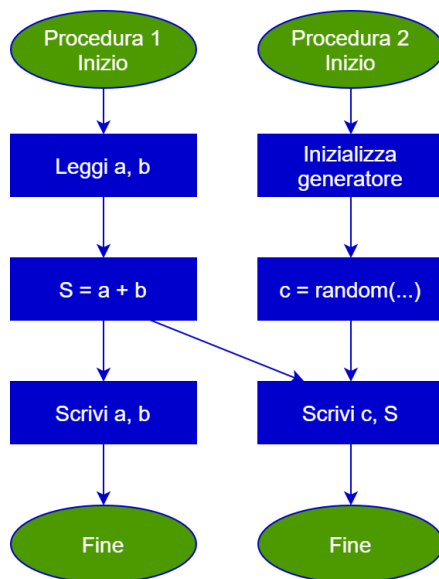 Procedura 1
Inizio
Leggi a, b
S = a + b
Scrivi a, b
Fine
Procedura 2
Inizio
Inizializza
generatore
c = random(...)
Scrivi c, S
Fine